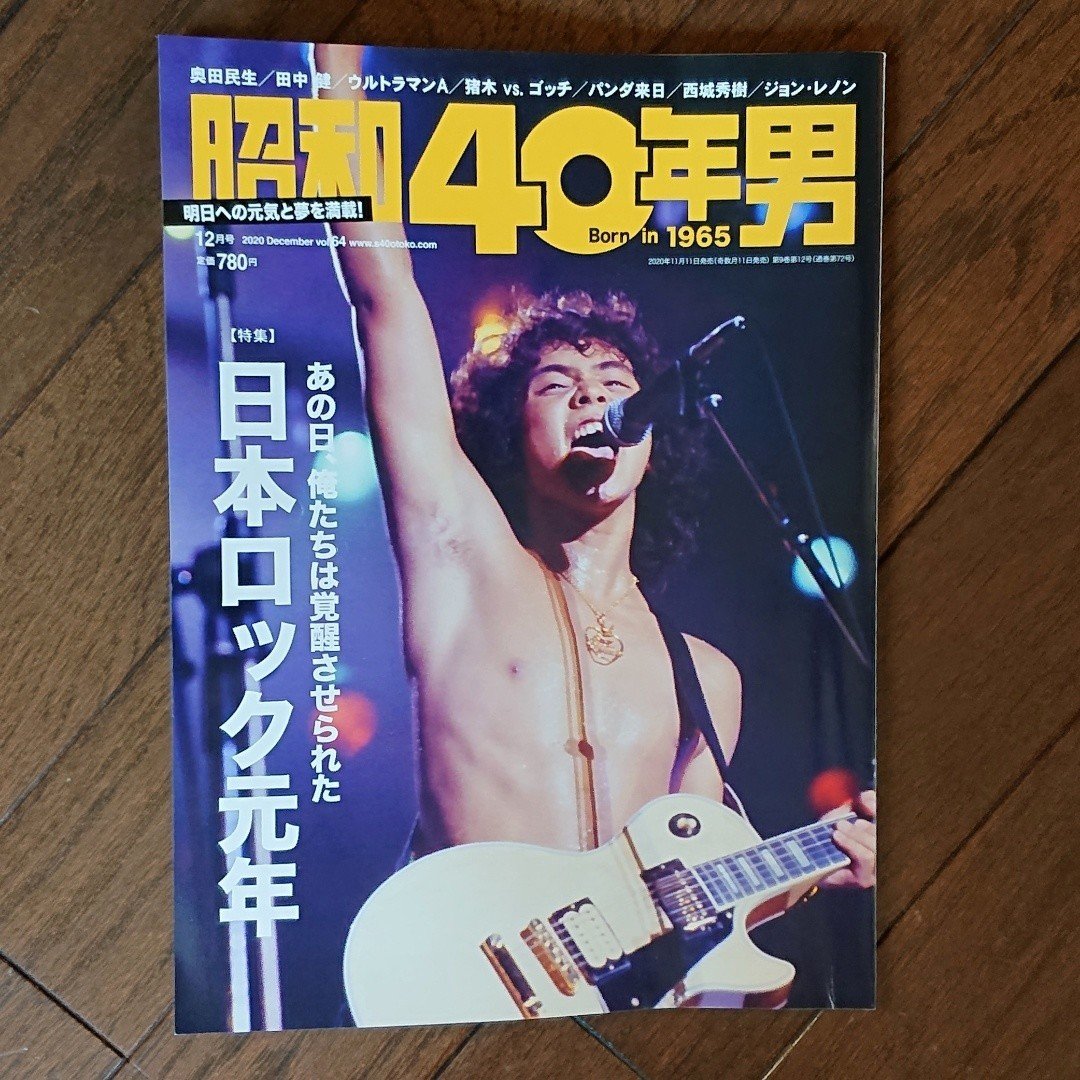 奥田民生／田中 健／ウルトラマンA／猪木 vs. ゴッチ／パンダ来日／西城秀樹／ジョン・レノン
昭和40年男
Born in 1965
明日への元気と夢を満載!
12月号 2020 December vol.64 www.s40otoko.com
定価780円
2020年11月11日発売(奇数月11日発売) 第9巻第12号(通巻第72号)
【特集】
あの日、俺たちは覚醒させられた
日本ロック元年